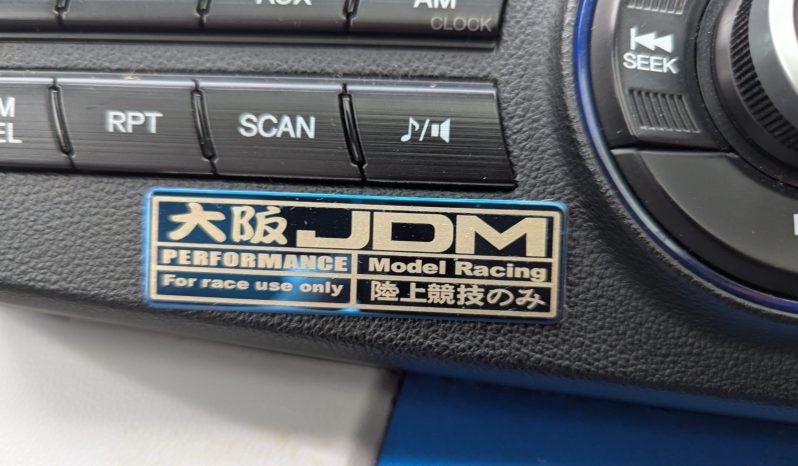 AM
CLOCK
SEEK
RPT SCAN
大阪 JDM
PERFORMANCE Model Racing
For race use only 陸上競技のみ